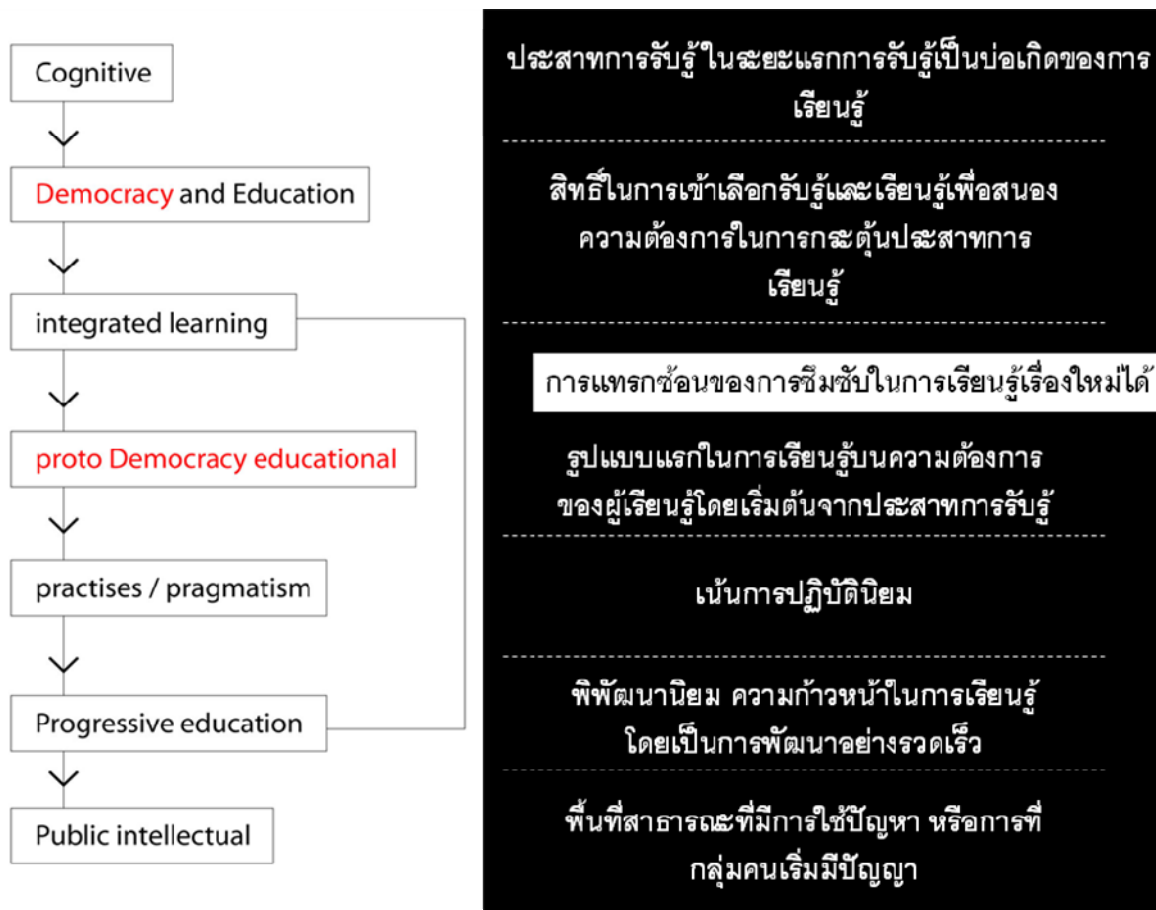 Cognitive
Democracy and Education
integrated learning
proto Democracy educational
practises / pragmatism
Progressive education
Public intellectual
ประสาทการรับรู้ ในระยะแรกการรับรู้เป็นบ่อเกิดของการ
เรียนรู้
สิทธิ์ในการเข้าเลือกรับรู้และเรียนรู้เพื่อสนอง
ความต้องการในการกระตุ้นประสาทการ
เรียนรู้
การแทรกซ้อนของการซึมซับในการเรียนรู้เรื่องใหม่ได้
รูปแบบแรกในการเรียนรู้บนความต้องการ
ของผู้เรียนรู้โดยเริ่มต้นจากประสาทการรับรู้
เน้นการปฏิบัตินิยม
พิพัฒนานิยม ความก้าวหน้าในการเรียนรู้
โดยเป็นการพัฒนาอย่างรวดเร็ว
พื้นที่สาธารณะที่มีการใช้ปัญหา หรือการที่
กลุ่มคนเริ่มมีปัญญา